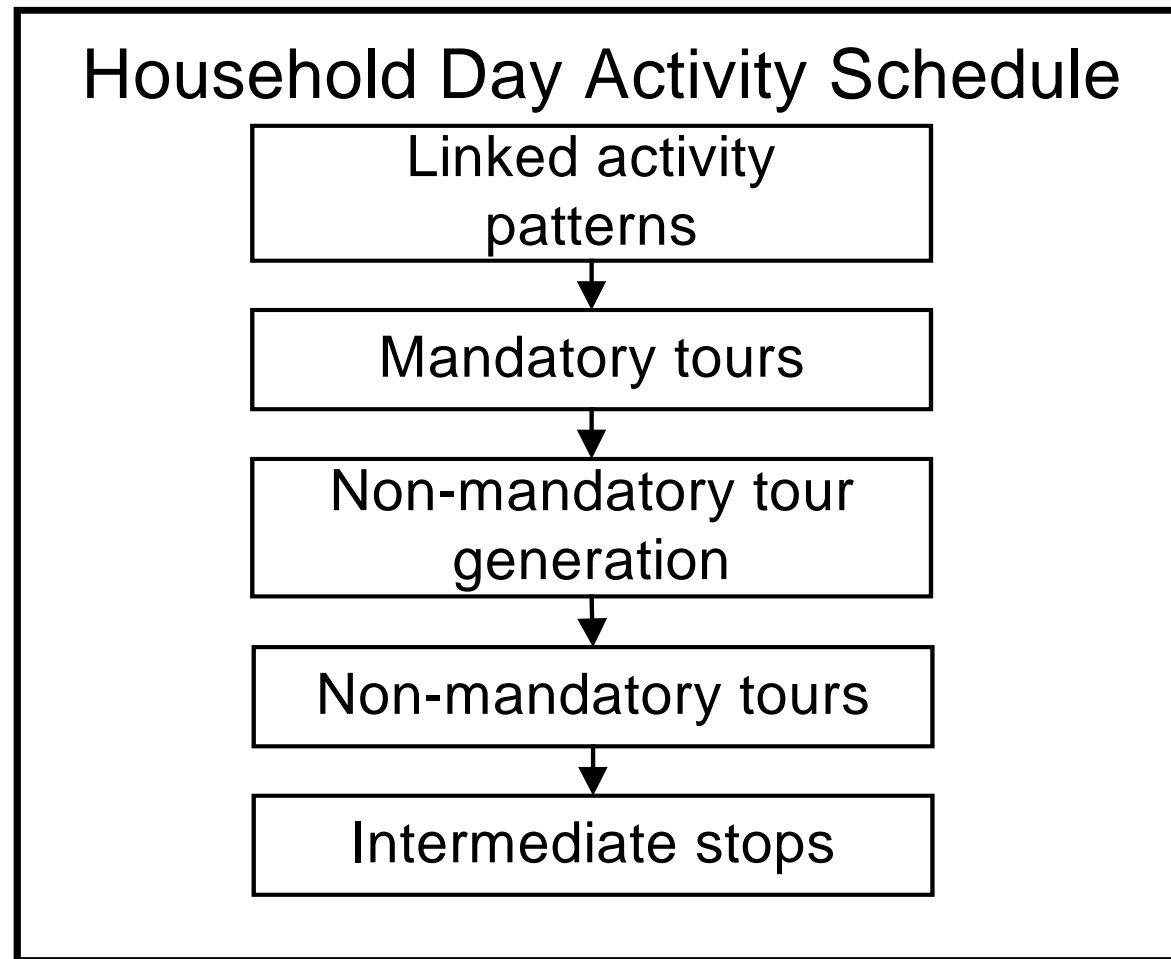 Household Day Activity Schedule
Linked activity
patterns
Mandatory tours
Non-mandatory tour
generation
Non-mandatory tours
Intermediate stops